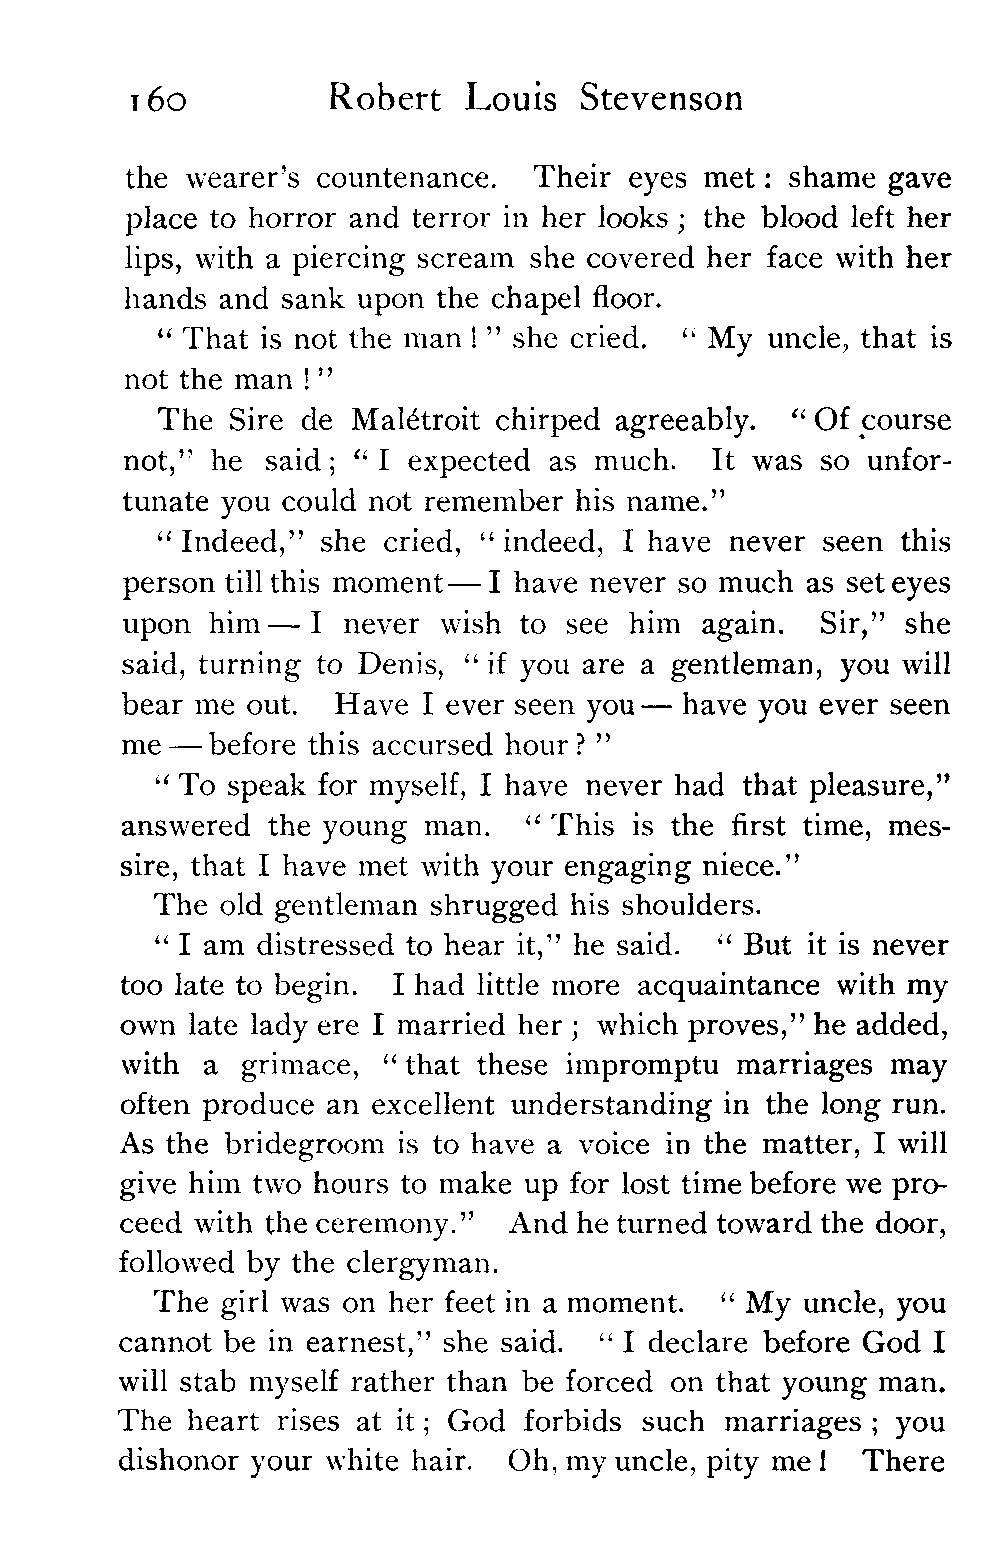 160 Robert Louis Stevenson
the wearer's countenance. Their eyes met : shame gave
place to horror and terror in her looks ; the blood left her
lips, with a piercing scream she covered her face with her
hands and sank upon the chapel floor.
" That is not the man ! " she cried. " My uncle, that is
not the man ! "
The Sire de Malétroit chirped agreeably. " Of course
not," he said ; " I expected as much. It was so unfor-
tunate you could not remember his name."
" Indeed," she cried, " indeed, I have never seen this
person till this moment — I have never so much as set eyes
upon him — I never wish to see him again. Sir," she
said, turning to Denis, " if you are a gentleman, you will
bear me out. Have I ever seen you — have you ever seen
me — before this accursed hour ? "
" To speak for myself, I have never had that pleasure,"
answered the young man. " This is the first time, mes-
sire, that I have met with your engaging niece."
The old gentleman shrugged his shoulders.
" I am distressed to hear it," he said. " But it is never
too late to begin. I had little more acquaintance with my
own late lady ere I married her ; which proves," he added,
with a grimace, " that these impromptu marriages may
often produce an excellent understanding in the long run.
As the bridegroom is to have a voice in the matter, I will
give him two hours to make up for lost time before we pro-
ceed with the ceremony." And he turned toward the door,
followed by the clergyman.
The girl was on her feet in a moment. " My uncle, you
cannot be in earnest," she said. " I declare before God I
will stab myself rather than be forced on that young man.
The heart rises at it ; God forbids such marriages ; you
dishonor your white hair. Oh, my uncle, pity me ! There